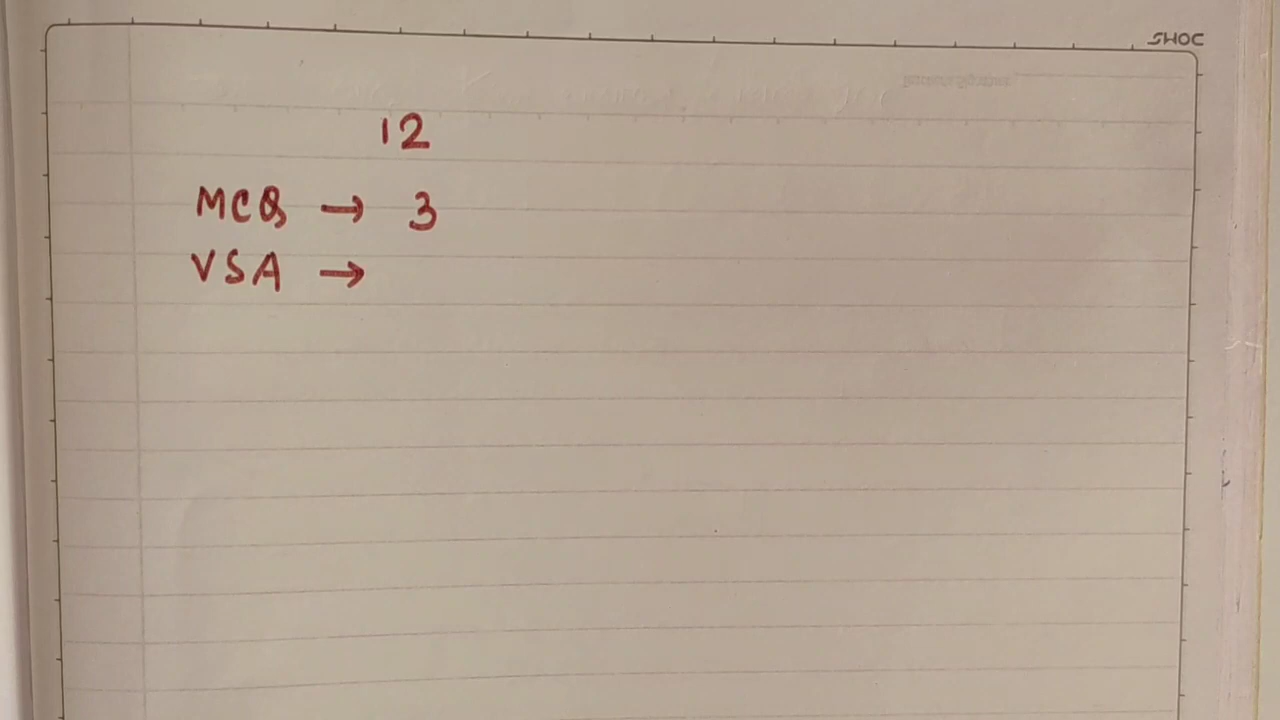 SHOC
12
MCQ → 3
VSA →